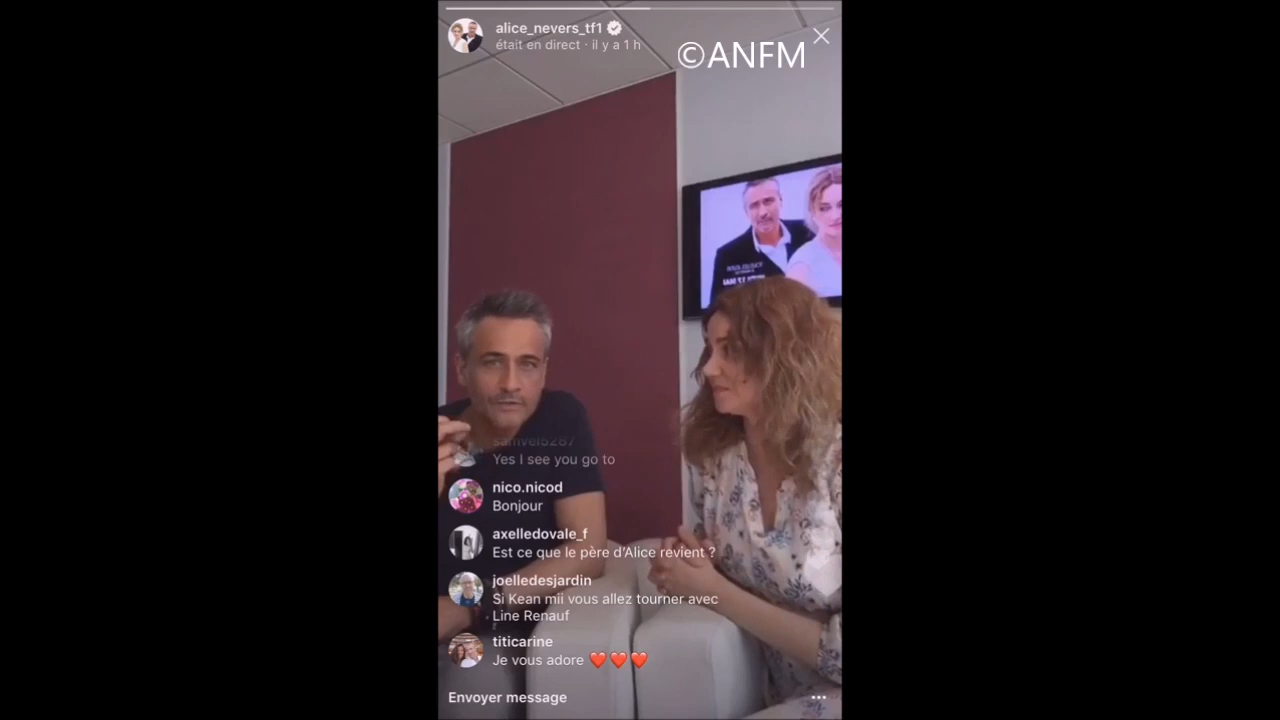 alice_nevers_tf1
était en direct · il y a 1 h
©ANFM
samvel5287
Yes I see you go to
nico.nicod
Bonjour
axelledovale_f
Est ce que le père d'Alice revient ?
joelledesjardin
Si Kean mii vous allez tourner avec
Line Renauf
titicarine
Je vous adore ❤️❤️❤️
Envoyer message